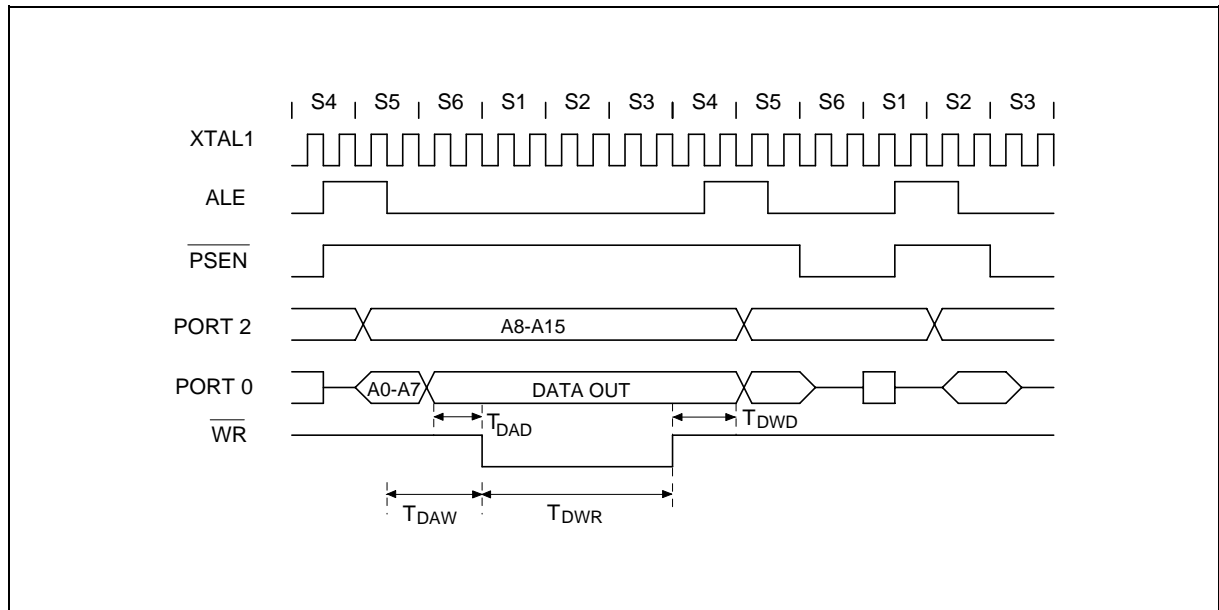 S4 S5 S6 S1 S2 S3 S4 S5 S6 S1 S2 S3
XTAL1
ALE
PSEN
PORT 2 A8-A15
PORT 0 A0-A7 DATA OUT
WR TDAD TDWD
TDAW TDWR